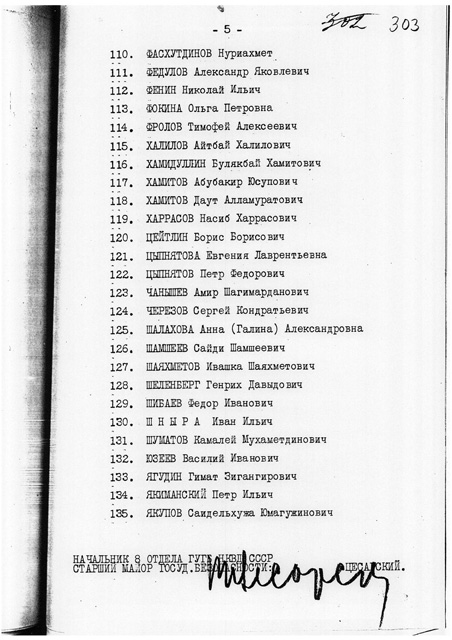 - 5 -
302 303
110. ФАСХУТДИНОВ Нуриахмет
111. ФЕДУЛОВ Александр Яковлевич
112. ФЕНИН Николай Ильич
113. ФОКИНА Ольга Петровна
114. ФРОЛОВ Тимофей Алексеевич
115. ХАЛИЛОВ Айтбай Халилович
116. ХАМИДУЛЛИН Булякбай Хамитович
117. ХАМИТОВ Абубакир Юсупович
118. ХАМИТОВ Даут Алламуратович
119. ХАРРАСОВ Насиб Харрасович
120. ЦЕЙТЛИН Борис Борисович
121. ЦЫПНЯТОВА Евгения Лаврентьевна
122. ЦЫПНЯТОВ Петр Федорович
123. ЧАНЫШЕВ Амир Шагимарданович
124. ЧЕРЕЗОВ Сергей Кондратьевич
125. ШАЛАХОВА Анна (Галина) Александровна
126. ШАМШЕЕВ Сайди Шамшеевич
127. ШАЯХМЕТОВ Ивашка Шаяхметович
128. ШЕЛЕНБЕРГ Генрих Давыдович
129. ШИБАЕВ Федор Иванович
130. Ш Н Ы Р А Иван Ильич
131. ШУМАТОВ Камалей Мухаметдинович
132. ЮЗЕЕВ Василий Иванович
133. ЯГУДИН Гимат Зигангирович
134. ЯКИМАНСКИЙ Петр Ильич
135. ЯКУПОВ Саидельхужа Юмагужинович
НАЧАЛЬНИК 8 ОТДЕЛА ГУГБ НКВД СССР
СТАРШИЙ МАЙОР ГОСУД.БЕЗОПАСНОСТИ: ЦЕСАРСКИЙ.